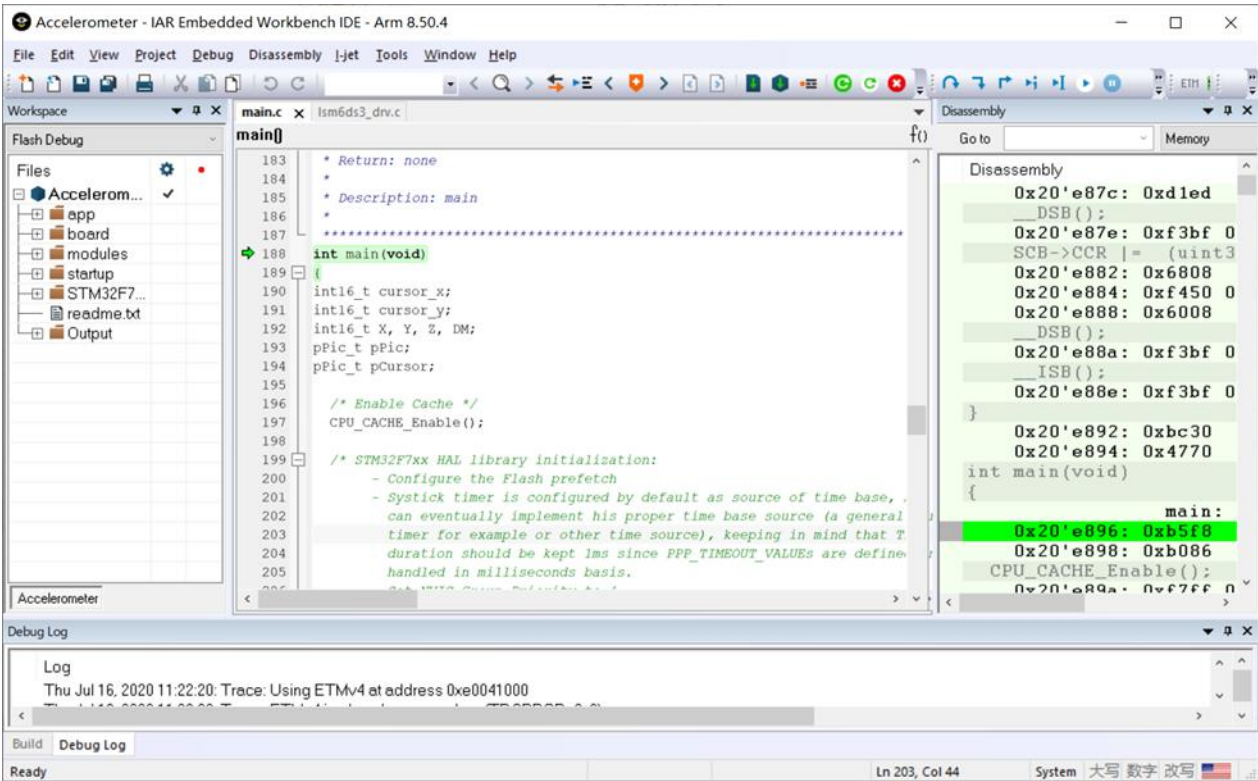 Accelerometer - IAR Embedded Workbench IDE - Arm 8.50.4
File Edit View Project Debug Disassembly I-jet Tools Window Help
ETM
Workspace
Flash Debug
Files
Accelerom...
app
board
modules
startup
STM32F7...
readme.txt
Output
Accelerometer
main.c lsm6ds3_drv.c
main() f()
183 * Return: none
184 *
185 * Description: main
186 *
187 ************************************************************************
188 int main(void)
189 {
190 int16_t cursor_x;
191 int16_t cursor_y;
192 int16_t X, Y, Z, DM;
193 pPic_t pPic;
194 pPic_t pCursor;
195
196 /* Enable Cache */
197 CPU_CACHE_Enable();
198
199 /* STM32F7xx HAL library initialization:
200 - Configure the Flash prefetch
201 - Systick timer is configured by default as source of time base,
202 can eventually implement his proper time base source (a general
203 timer for example or other time source), keeping in mind that T
204 duration should be kept 1ms since PPP_TIMEOUT_VALUEs are define
205 handled in milliseconds basis.
Disassembly
Go to Memory
Disassembly
0x20'e87c: 0xd1ed
__DSB();
0x20'e87e: 0xf3bf 0
SCB->CCR |= (uint3
0x20'e882: 0x6808
0x20'e884: 0xf450 0
0x20'e888: 0x6008
__DSB();
0x20'e88a: 0xf3bf 0
__ISB();
0x20'e88e: 0xf3bf 0
}
0x20'e892: 0xbc30
0x20'e894: 0x4770
int main(void)
{
main:
0x20'e896: 0xb5f8
0x20'e898: 0xb086
CPU_CACHE_Enable();
0x20'e89a: 0xf7ff 0
Debug Log
Log
Thu Jul 16, 2020 11:22:20: Trace: Using ETMv4 at address 0xe0041000
Build Debug Log
Ready Ln 203, Col 44 System 大写 数字 改写